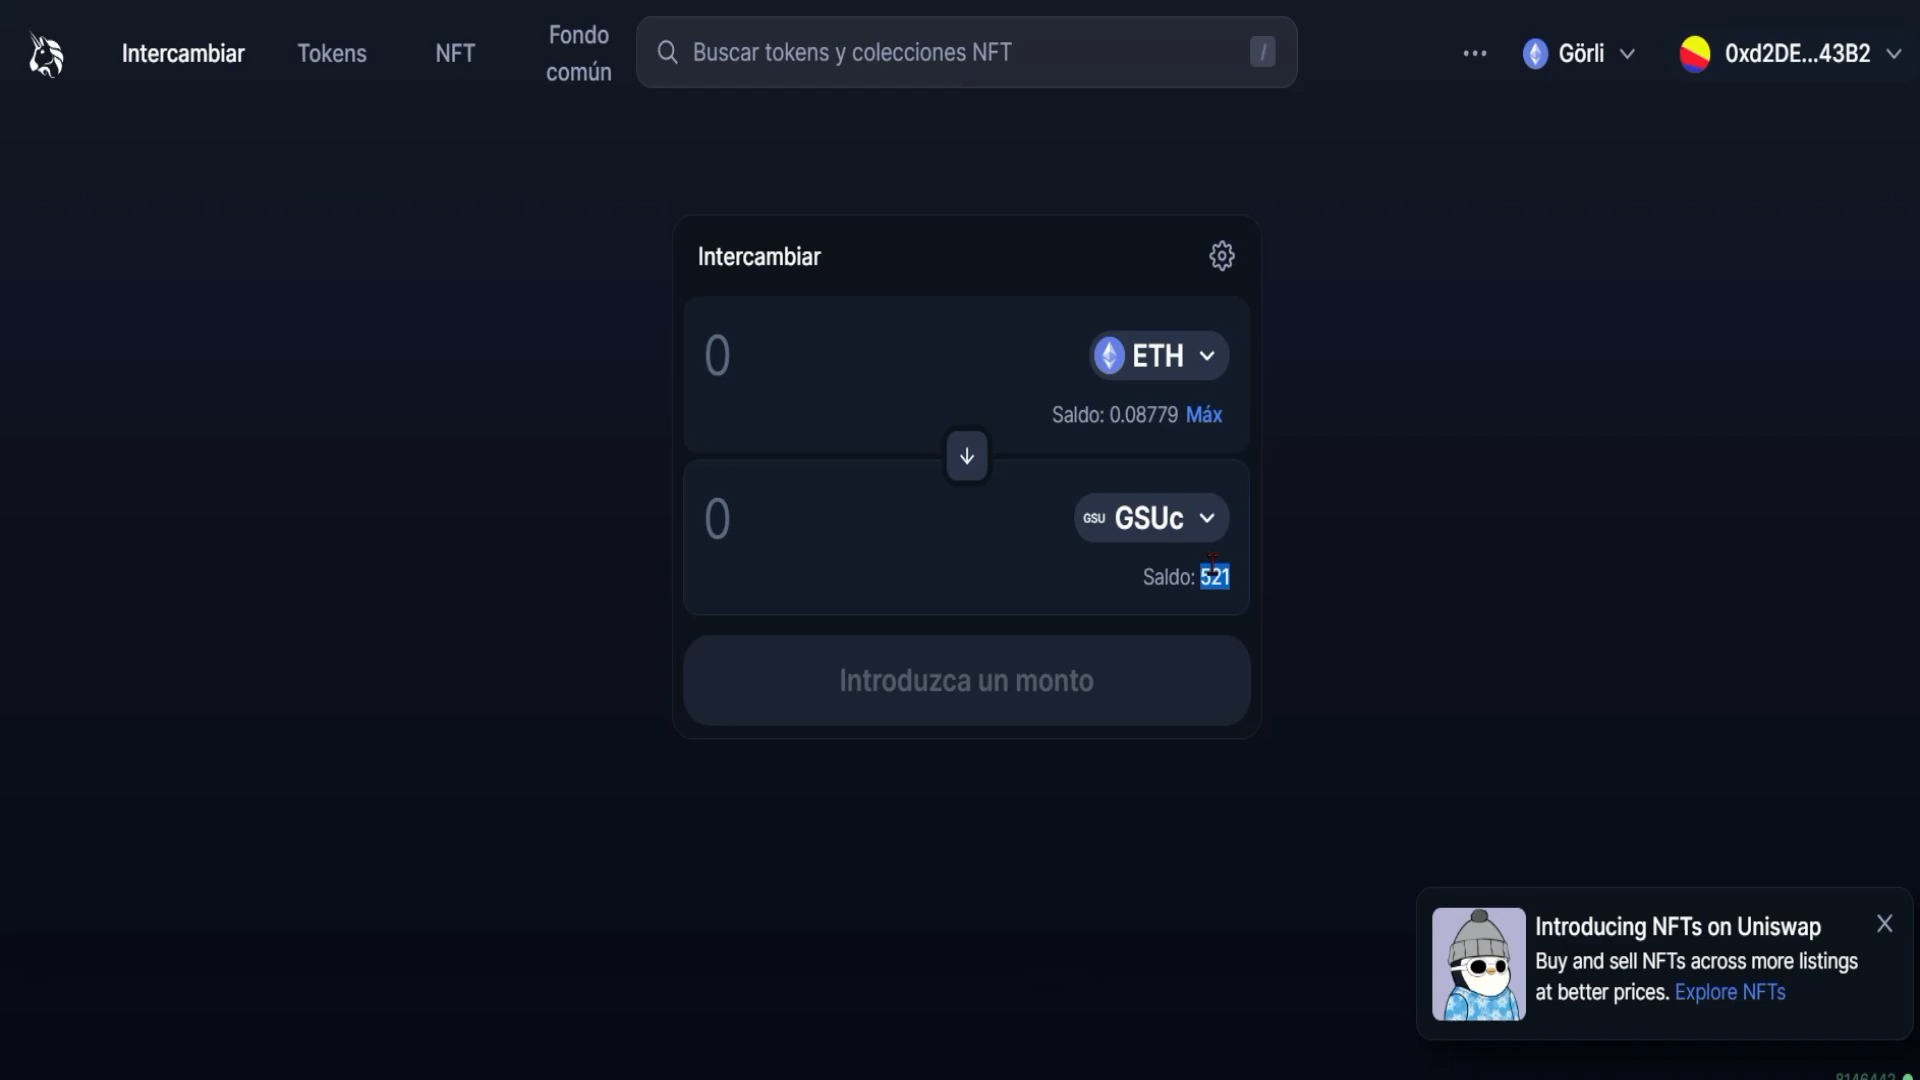 Intercambiar
Tokens
NFT
Fondo
común
Buscar tokens y colecciones NFT
/
Görli
0xd2DE...43B2
Intercambiar
0
ETH
Saldo: 0.08779 Máx
0
GSU
GSUc
Saldo: 521
Introduzca un monto
Introducing NFTs on Uniswap
Buy and sell NFTs across more listings
at better prices. Explore NFTs